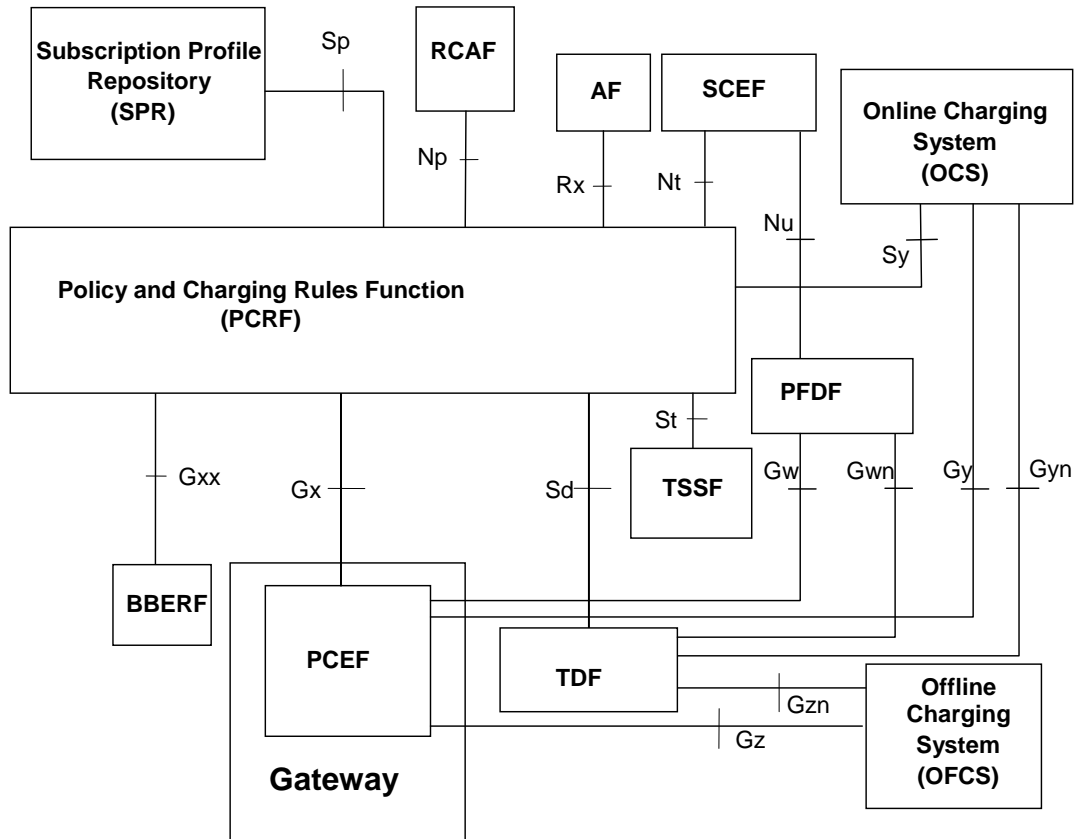 Sp
RCAF
Subscription Profile
Repository
(SPR)
AF
SCEF
Online Charging
System
(OCS)
Np
Rx
Nt
Nu
Sy
Policy and Charging Rules Function
(PCRF)
PFDF
St
Gxx
Gx
Sd
TSSF
Gw
Gwn
Gy
Gyn
BBERF
PCEF
TDF
Gzn
Gz
Offline
Charging
System
(OFCS)
Gateway